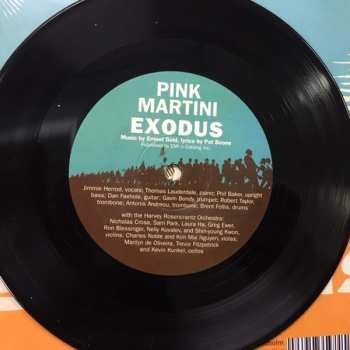 PINK
MARTINI
EXODUS
Music by Ernest Gold, lyrics by Pat Boone
Published by EMI U Catalog Inc.
Jimmie Herrod, vocals; Thomas Lauderdale, piano; Phil Baker, upright
bass; Dan Faehnle, guitar; Gavin Bondy, trumpet; Robert Taylor,
trombone; Antonis Andreou, trombone; Brent Follis, drums
with the Harvey Rosencrantz Orchestra:
Nicholas Crosa, Sam Park, Laura Ha, Greg Ewer,
Ron Blessinger, Nelly Kovalev, and Shin-young Kwon,
violins; Charles Noble and Kim Mai Nguyen, violas;
Marilyn de Oliveira, Trevor Fitzpatrick
and Kevin Kunkel, cellos